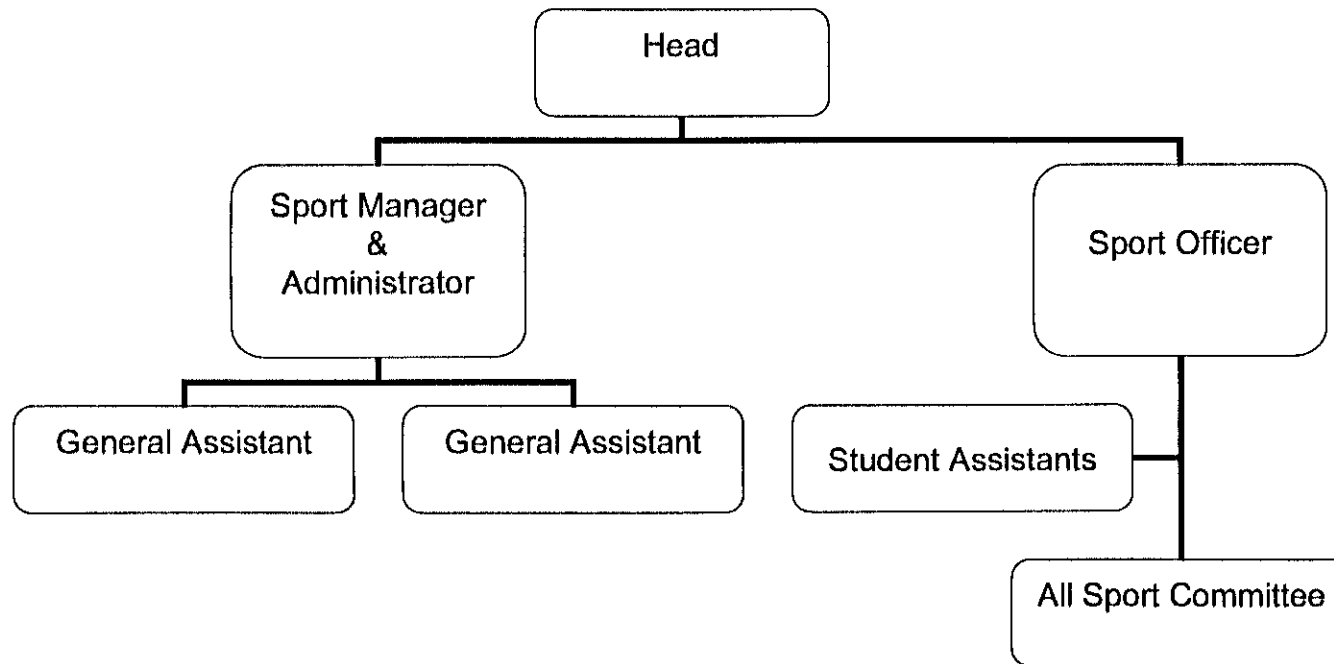 Head
Sport Manager
&
Administrator
Sport Officer
General Assistant
General Assistant
Student Assistants
All Sport Committee